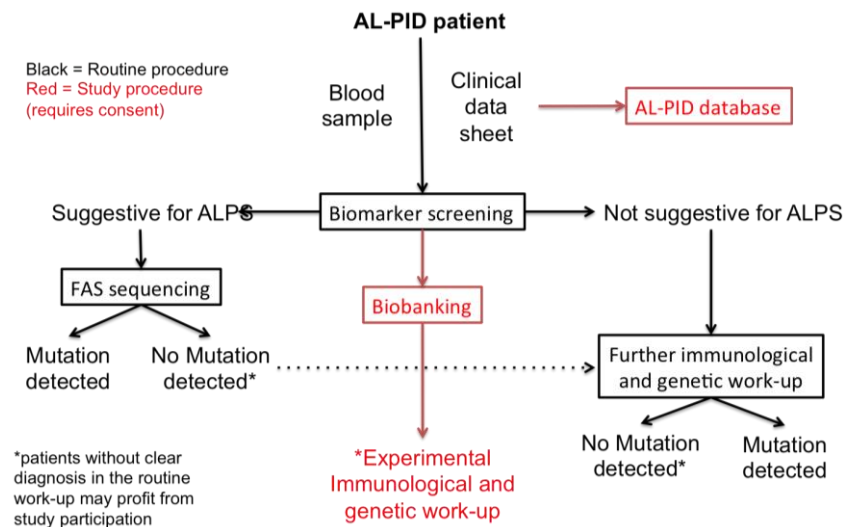 AL-PID patient
Black = Routine procedure
Red = Study procedure
(requires consent)
Blood
sample
Clinical
data
sheet
AL-PID database
Suggestive for ALPS
Biomarker screening
Not suggestive for ALPS
FAS sequencing
Biobanking
Mutation
detected
No Mutation
detected*
Further immunological
and genetic work-up
No Mutation
detected*
Mutation
detected
*patients without clear
diagnosis in the routine
work-up may profit from
study participation
*Experimental
Immunological and
genetic work-up